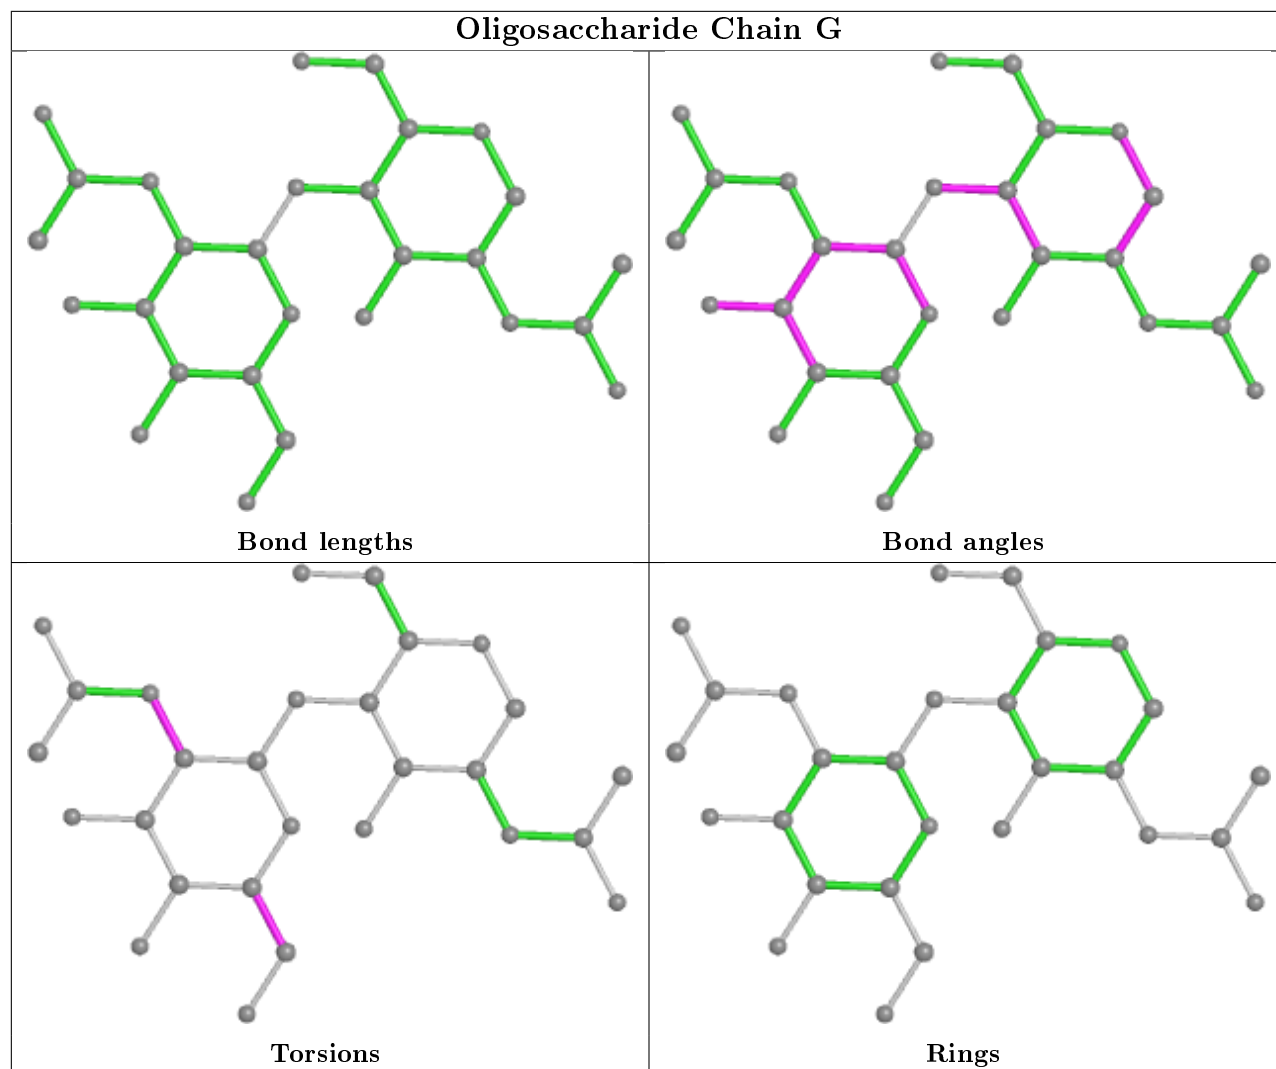 Oligosaccharide Chain G
Bond lengths
Bond angles
Torsions
Rings